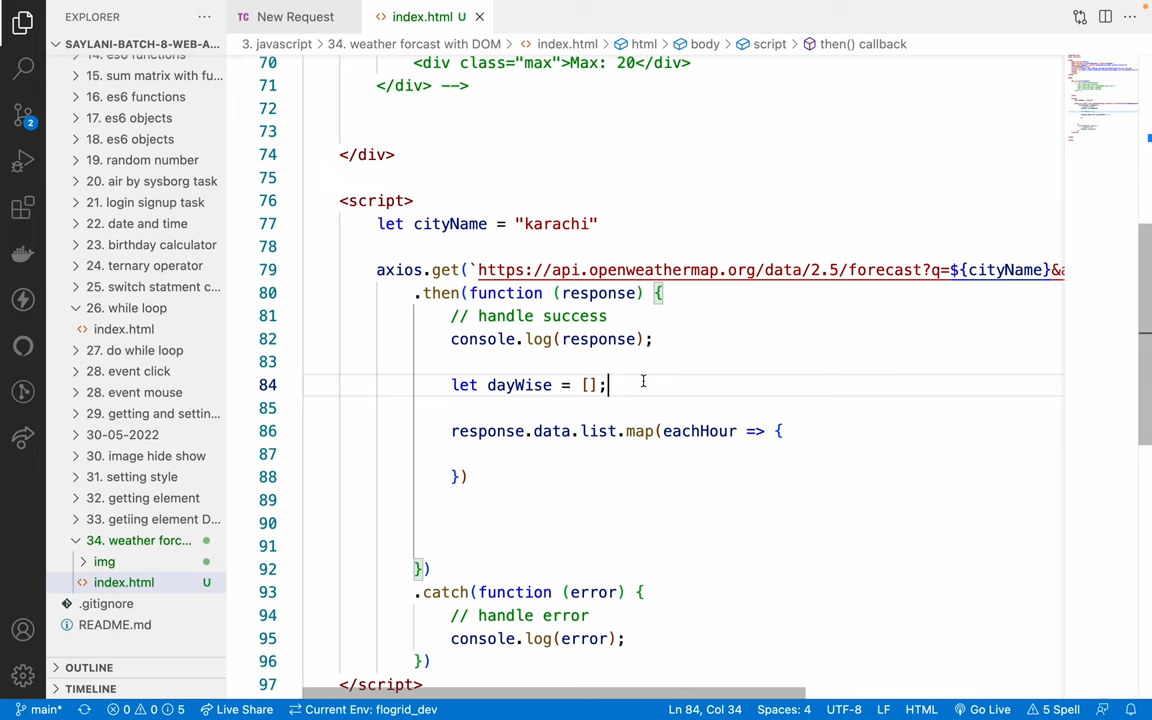 EXPLORER
SAYLANI-BATCH-8-WEB-A...
14. es6 functions
15. sum matrix with fu...
16. es6 functions
17. es6 objects
18. es6 objects
19. random number
20. air by sysborg task
21. login signup task
22. date and time
23. birthday calculator
24. ternary operator
25. switch statment c...
26. while loop
index.html
27. do while loop
28. event click
28. event mouse
29. getting and settin...
30-05-2022
30. image hide show
31. setting style
32. getting element
33. getiing element D...
34. weather forc...
img
index.html U
.gitignore
README.md
OUTLINE
TIMELINE
2
TC New Request
index.html U
3. javascript > 34. weather forcast with DOM > index.html > html > body > script > then() callback
70 <div class="max">Max: 20</div>
71 </div> -->
72
73
74 </div>
75
76 <script>
77 let cityName = "karachi"
78
79 axios.get(`https://api.openweathermap.org/data/2.5/forecast?q=${cityName}&
80 .then(function (response) {
81 // handle success
82 console.log(response);
83
84 let dayWise = [];
85
86 response.data.list.map(eachHour => {
87
88 })
89
90
91
92 })
93 .catch(function (error) {
94 // handle error
95 console.log(error);
96 })
97 </script>
main* 0 0 5 Live Share Current Env: flogrid_dev Ln 84, Col 34 Spaces: 4 UTF-8 LF HTML Go Live 5 Spell